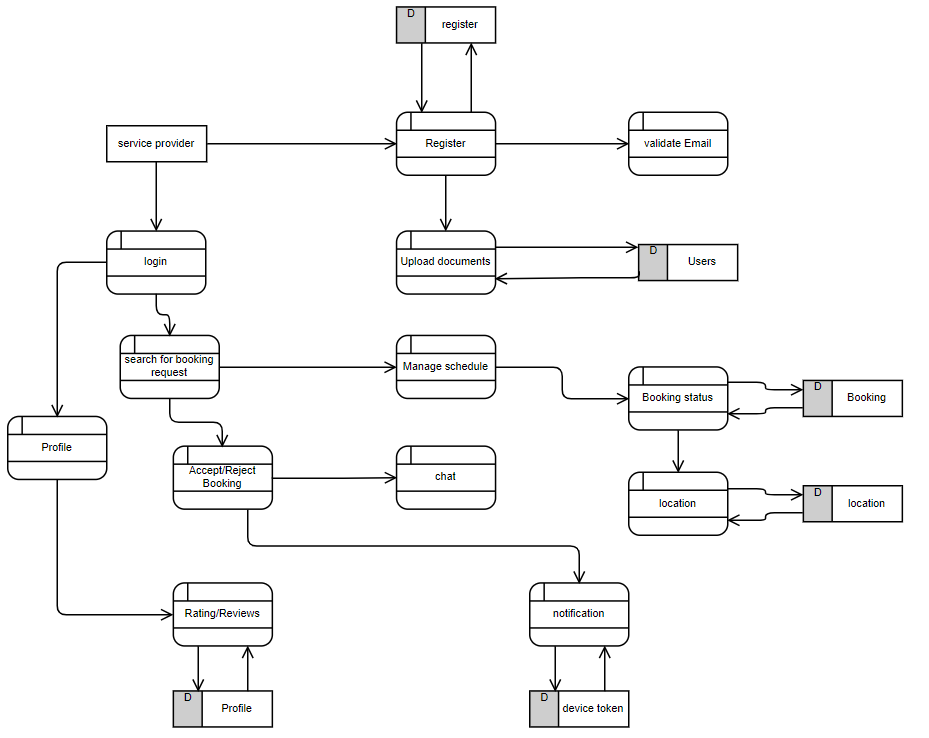 D
register
service provider
Register
validate Email
login
Upload documents
D
Users
search for booking
request
Manage schedule
Booking status
D
Booking
Profile
Accept/Reject
Booking
chat
location
D
location
Rating/Reviews
notification
D
Profile
D
device token